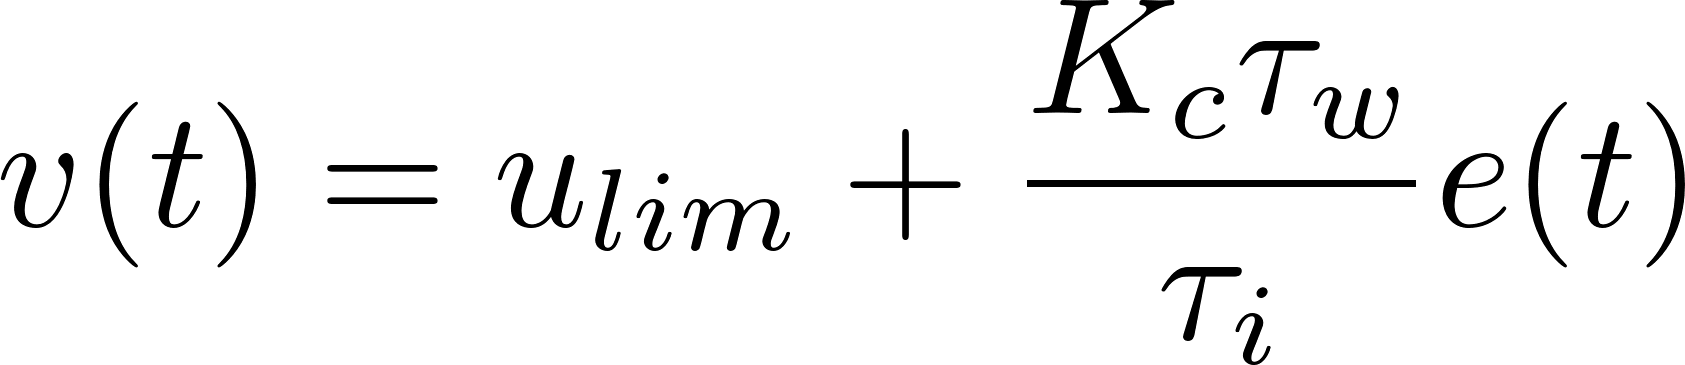 v(t) = u_{lim} + \frac{K_c \tau_w}{\tau_i} e(t)